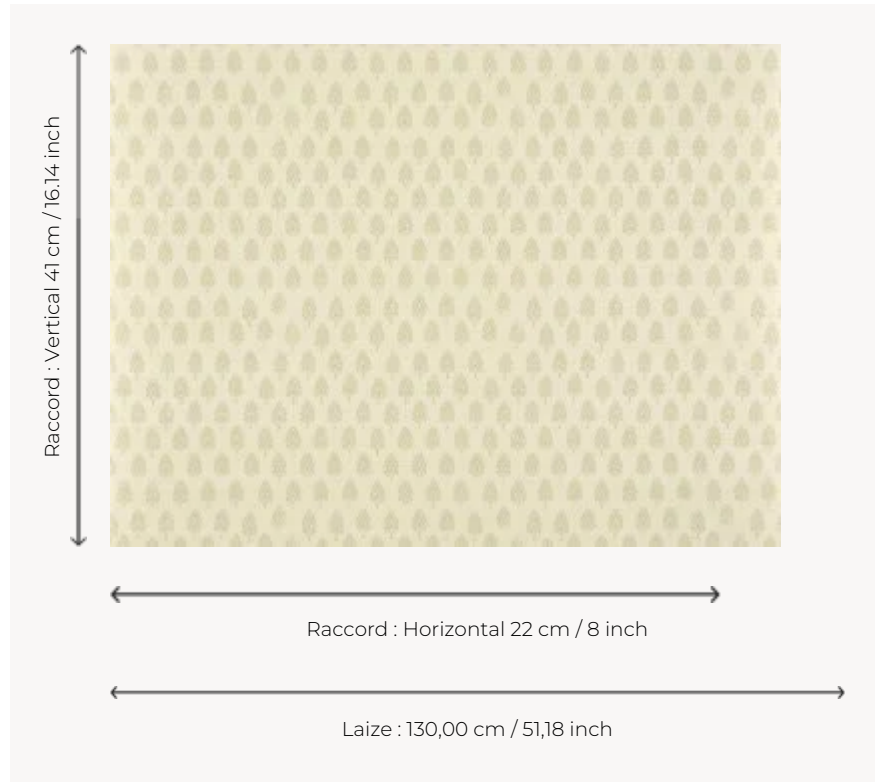 Raccord : Vertical 41 cm / 16.14 inch
Raccord : Horizontal 22 cm / 8 inch
Laize : 130,00 cm / 51,18 inch